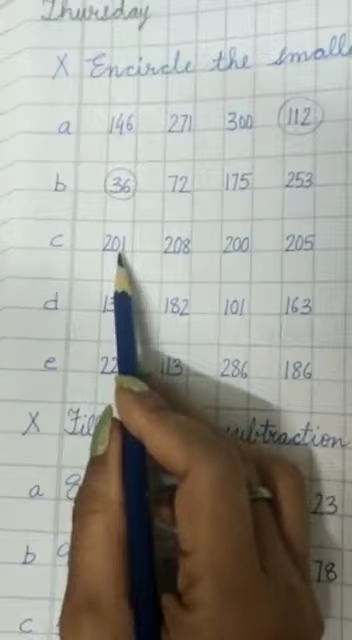 Thursday
X Encircle the small
a 146 271 300 112
b 36 72 175 253
c 201 208 200 205
d 182 101 163
e 113 286 186
X subtraction
a 23
b 78
c